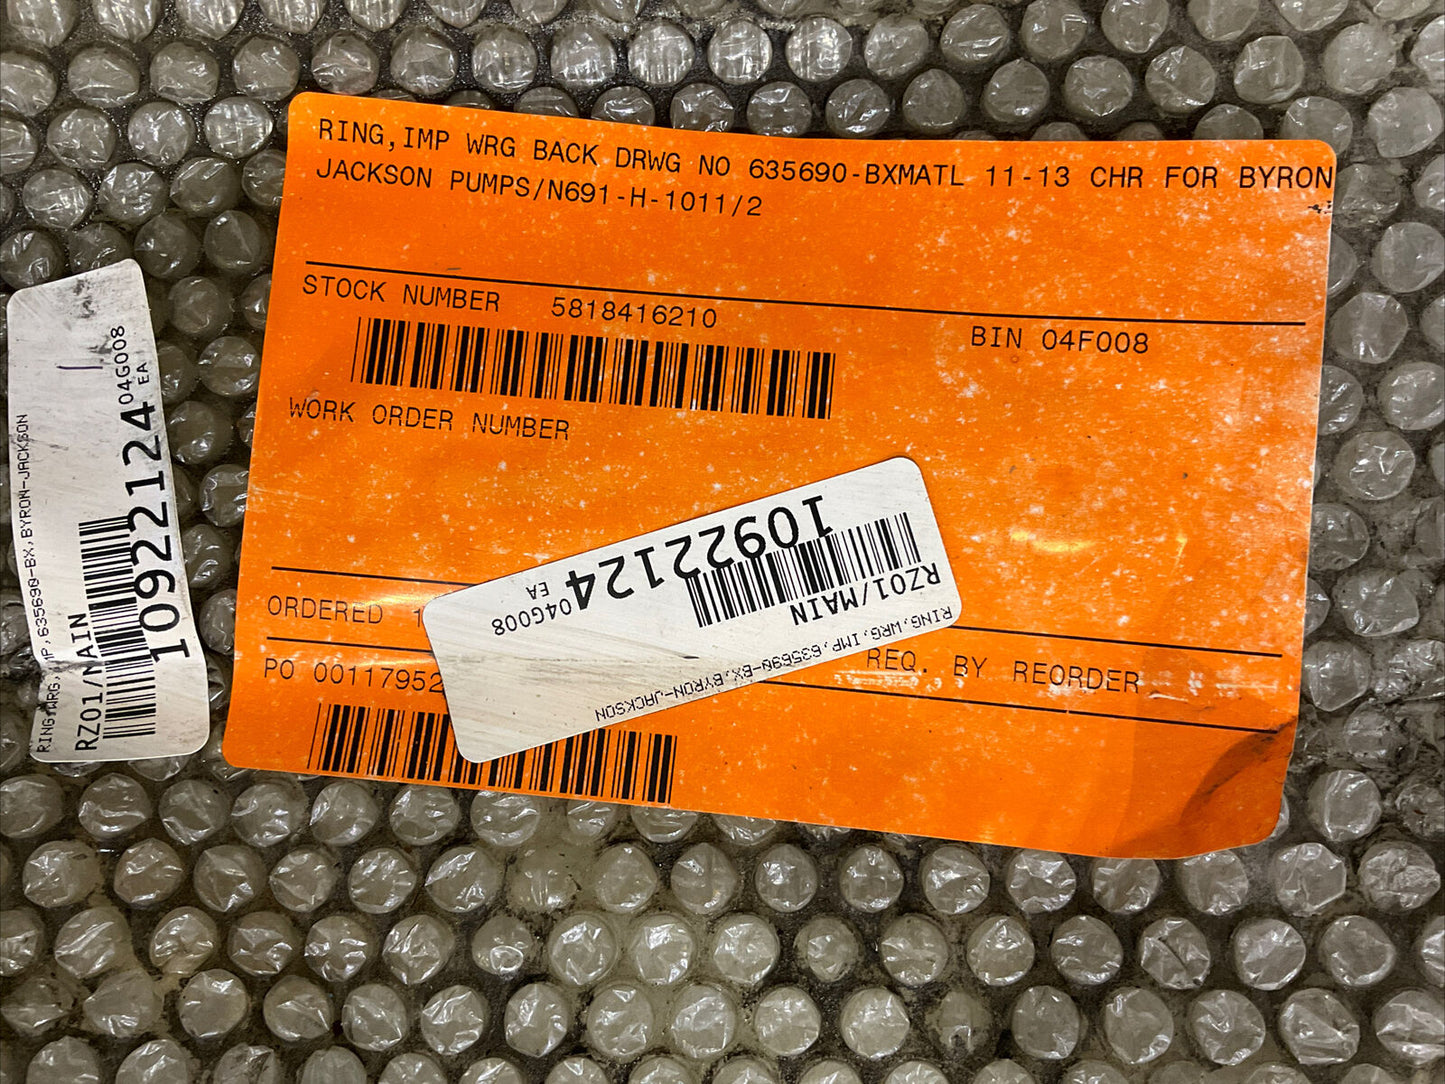 RING,IMP WRG BACK DRWG NO 635690-BXMATL 11-13 CHR FOR BYRON
JACKSON PUMPS/N691-H-1011/2
STOCK NUMBER 5818416210
BIN 04F008
WORK ORDER NUMBER
ORDERED
REQ. BY REORDER
PO 00117952
10922124
04G008
EA
RZ01/MAIN
RING,WRG,IMP,635690-BX,BYRON-JACKSON
10922124
04G008
EA
RZ01/MAIN
RING,WRG,IMP,635690-BX,BYRON-JACKSON